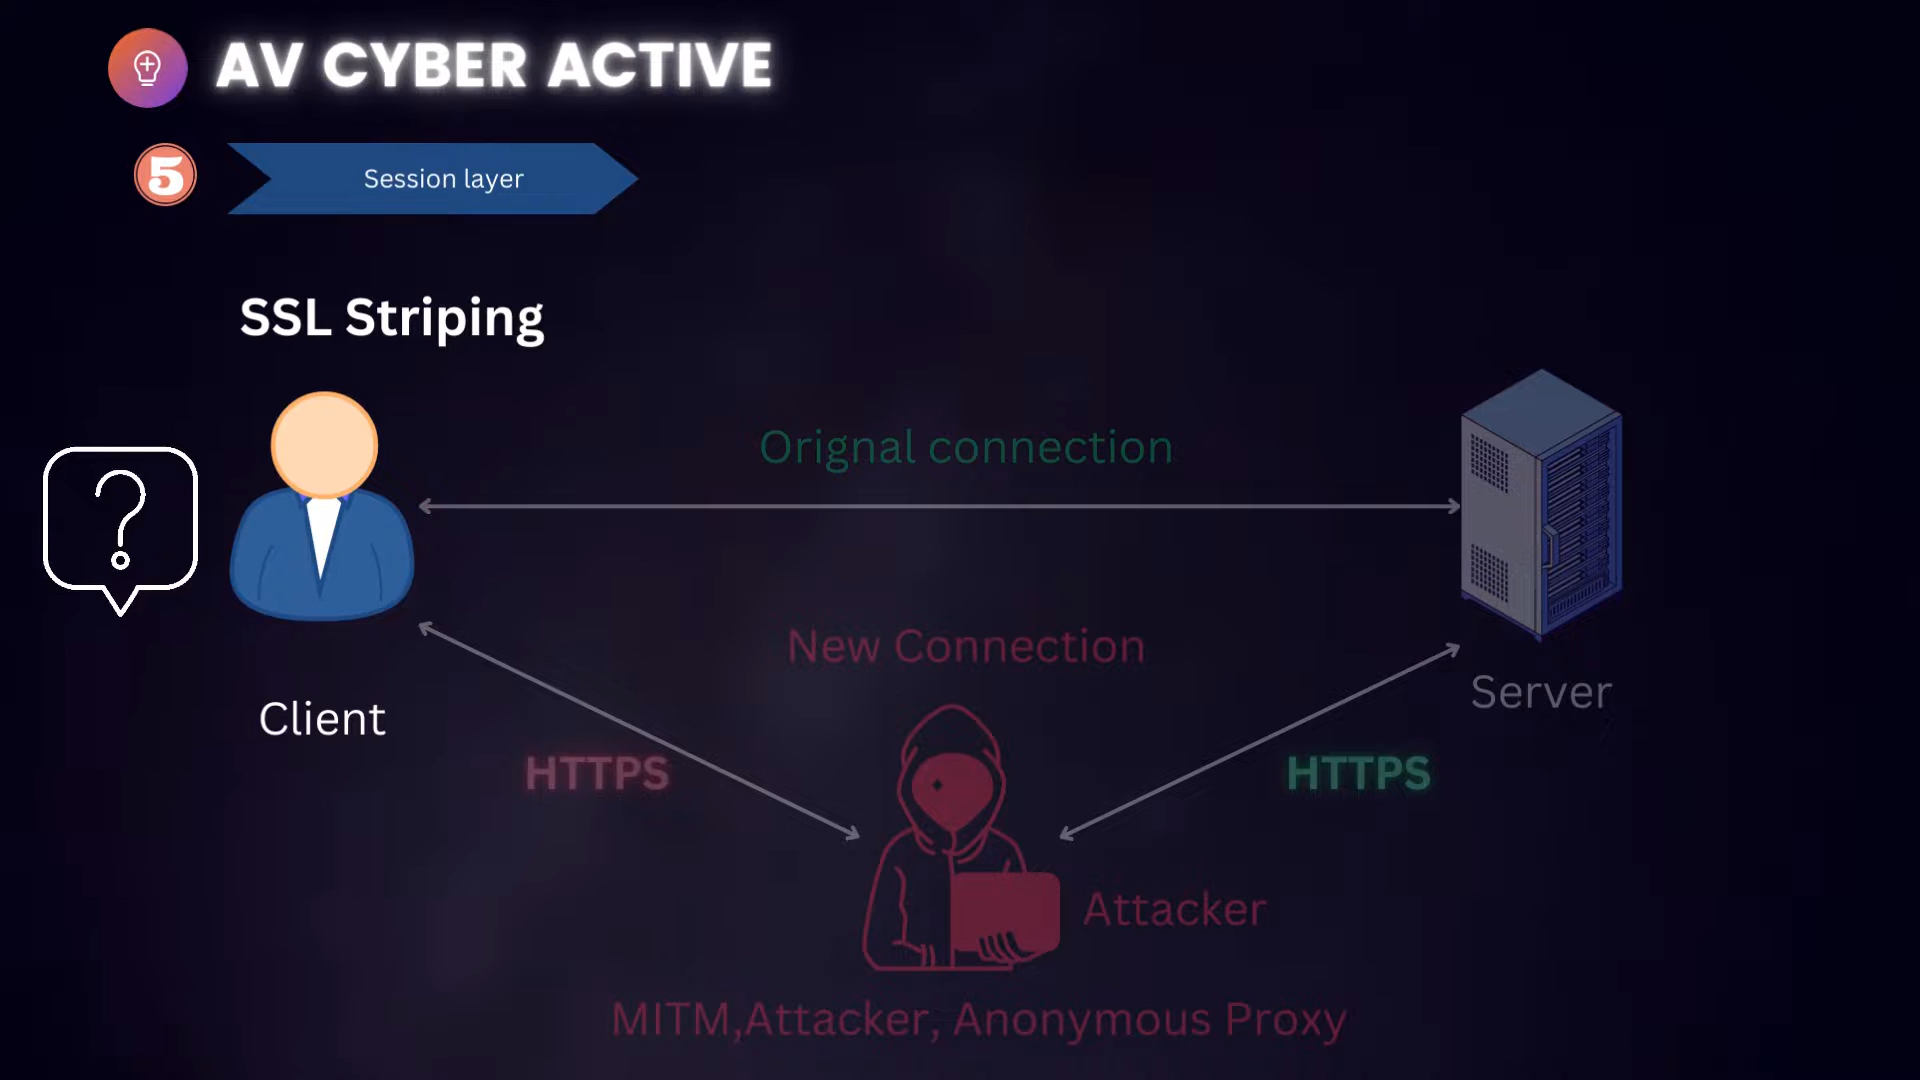 AV CYBER ACTIVE
5
Session layer
SSL Striping
?
Orignal connection
New Connection
Server
Client
HTTPS
HTTPS
Attacker
MITM,Attacker, Anonymous Proxy